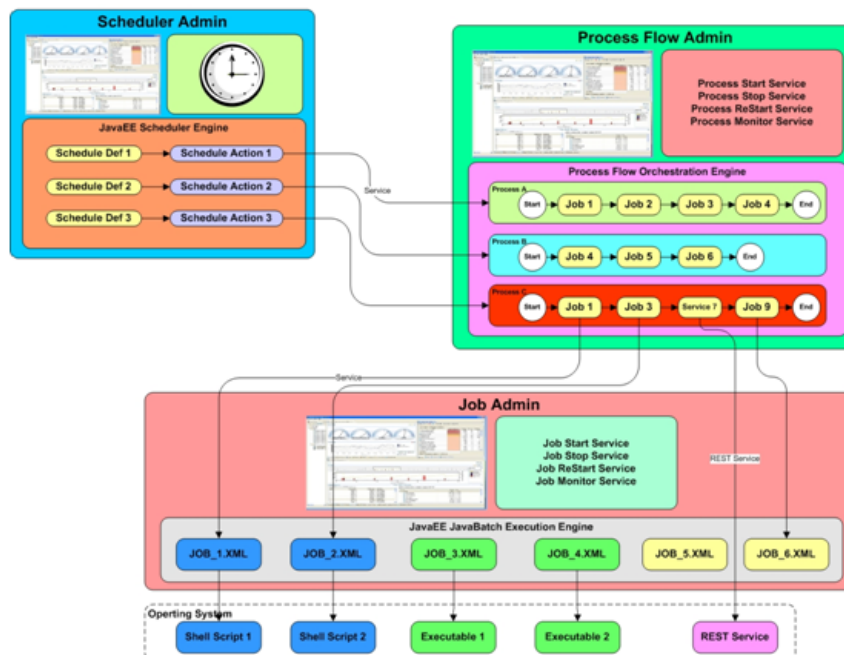 Scheduler Admin
JavaEE Scheduler Engine
Schedule Def 1
Schedule Action 1
Schedule Def 2
Schedule Action 2
Schedule Def 3
Schedule Action 3
Service
Process Flow Admin
Process Start Service
Process Stop Service
Process ReStart Service
Process Monitor Service
Process Flow Orchestration Engine
Process A
Start
Job 1
Job 2
Job 3
Job 4
End
Process B
Start
Job 4
Job 5
Job 6
End
Process C
Start
Job 1
Job 3
Service 7
Job 9
End
Service
REST Service
Job Admin
Job Start Service
Job Stop Service
Job ReStart Service
Job Monitor Service
JavaEE JavaBatch Execution Engine
JOB_1.XML
JOB_2.XML
JOB_3.XML
JOB_4.XML
JOB_5.XML
JOB_6.XML
Operting System
Shell Script 1
Shell Script 2
Executable 1
Executable 2
REST Service